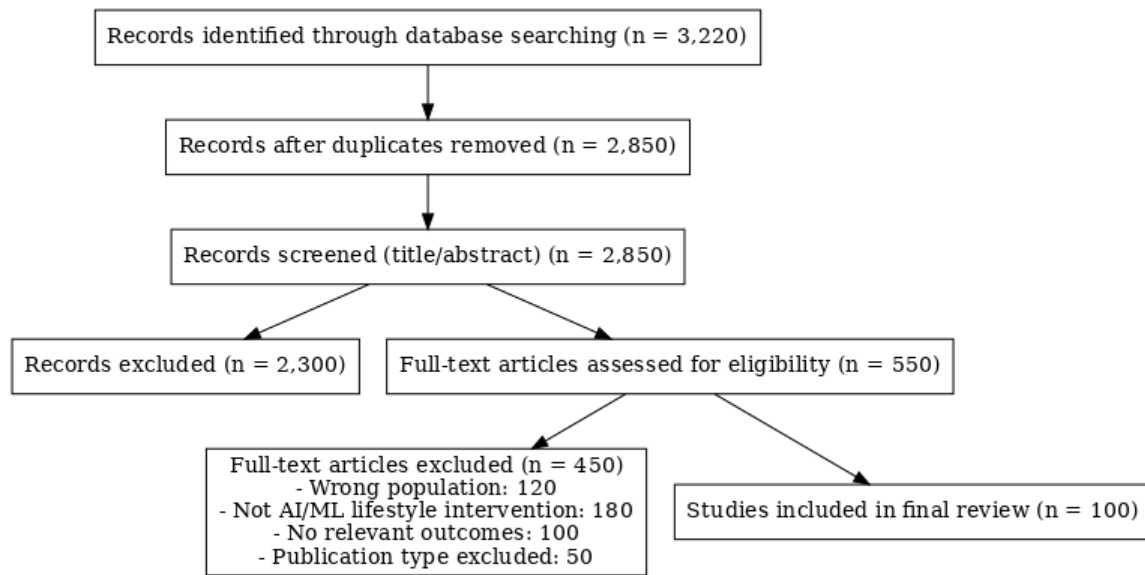 Records identified through database searching (n = 3,220)
Records after duplicates removed (n = 2,850)
Records screened (title/abstract) (n = 2,850)
Records excluded (n = 2,300)
Full-text articles assessed for eligibility (n = 550)
Full-text articles excluded (n = 450)
- Wrong population: 120
- Not AI/ML lifestyle intervention: 180
- No relevant outcomes: 100
- Publication type excluded: 50
Studies included in final review (n = 100)